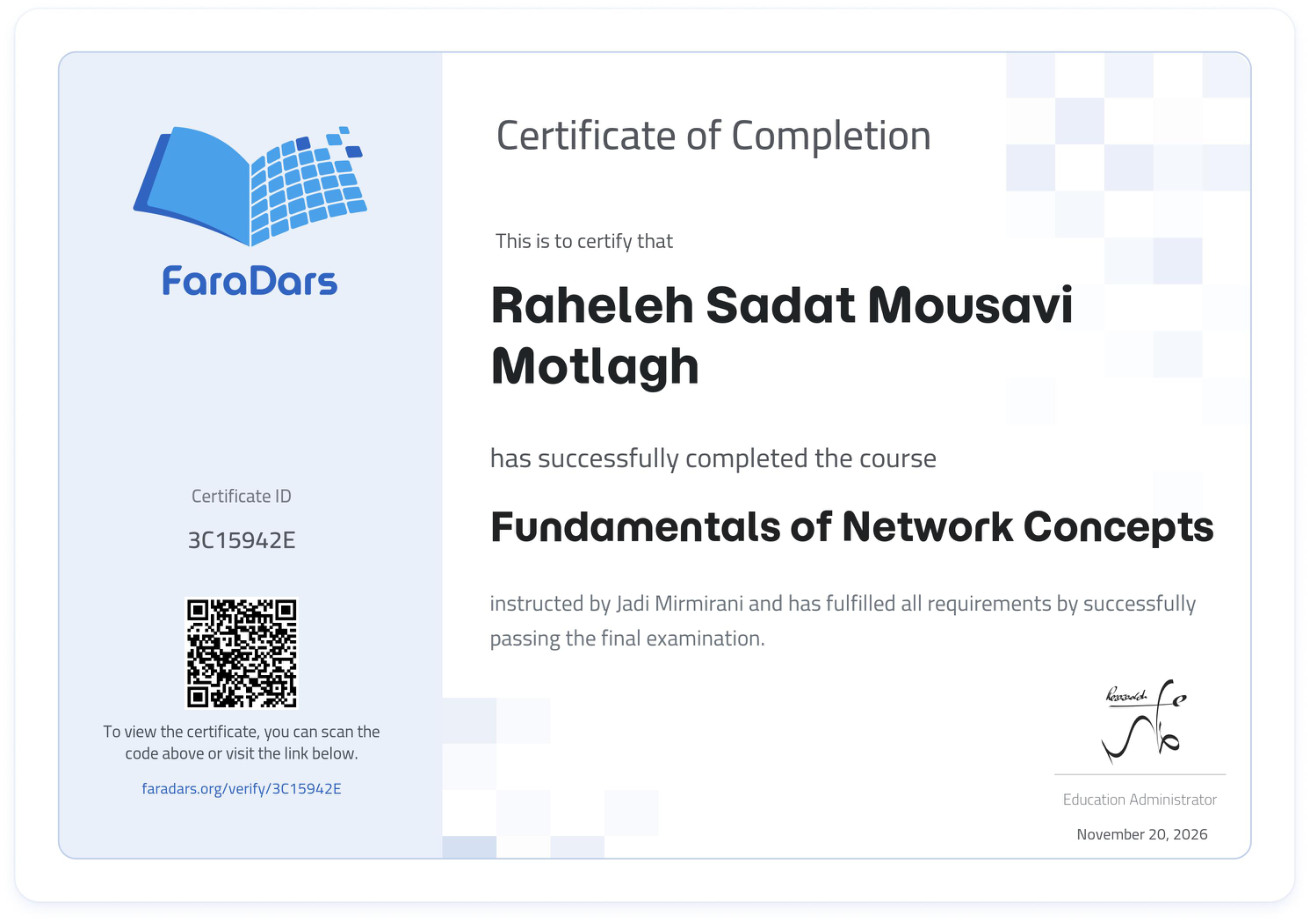 FaraDars
Certificate ID
3C15942E
To view the certificate, you can scan the
code above or visit the link below.
faradars.org/verify/3C15942E
Certificate of Completion
This is to certify that
Raheleh Sadat Mousavi
Motlagh
has successfully completed the course
Fundamentals of Network Concepts
instructed by Jadi Mirmirani and has fulfilled all requirements by successfully
passing the final examination.
Education Administrator
November 20, 2026